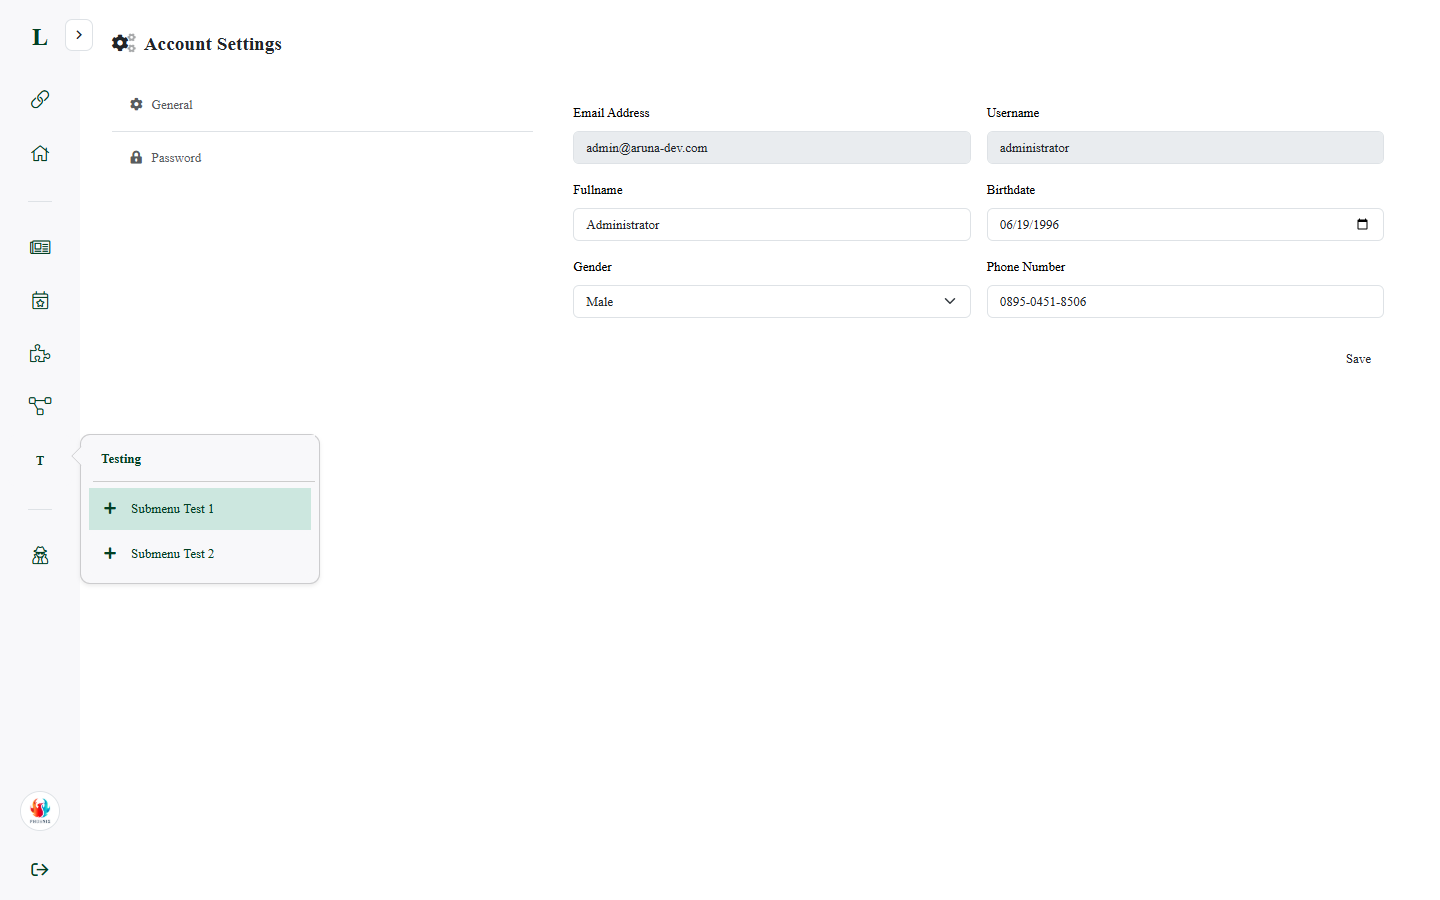 L
Account Settings
General
Password
Email Address
Username
admin@aruna-dev.com
administrator
Fullname
Birthdate
Administrator
06/19/1996
Gender
Phone Number
Male
0895-0451-8506
Save
T
Testing
Submenu Test 1
Submenu Test 2